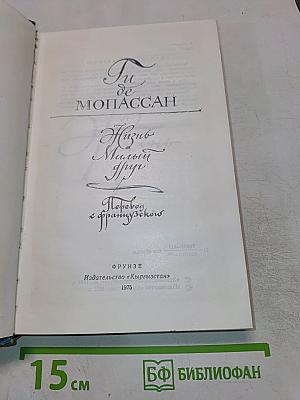 Ги
де
МОПАССАН
Жизнь
Милый
друг
Перевод
с французского
ФРУНЗЕ
Издательство «Кыргызстан»
1975
15 см
БФ БИБЛИОФАН